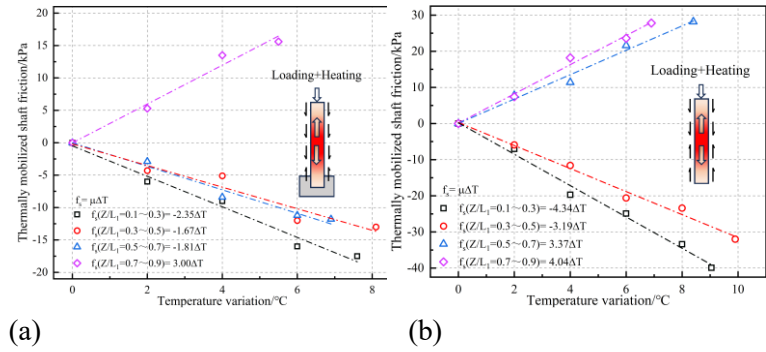 (a)
Thermally mobilized shaft friction/kPa
20
15
10
5
0
-5
-10
-15
-20
Loading+Heating
fₛ= μΔT
fₛ(Z/L₁=0.1～0.3)= -2.35ΔT
fₛ(Z/L₁=0.3～0.5)= -1.67ΔT
fₛ(Z/L₁=0.5～0.7)= -1.81ΔT
fₛ(Z/L₁=0.7～0.9)= 3.00ΔT
0 2 4 6 8
Temperature variation/℃
(b)
Thermally mobilized shaft friction/kPa
30
20
10
0
-10
-20
-30
-40
Loading+Heating
fₛ= μΔT
fₛ(Z/L₁=0.1～0.3)= -4.34ΔT
fₛ(Z/L₁=0.3～0.5)= -3.19ΔT
fₛ(Z/L₁=0.5～0.7)= 3.37ΔT
fₛ(Z/L₁=0.7～0.9)= 4.04ΔT
0 2 4 6 8 10
Temperature variation/℃